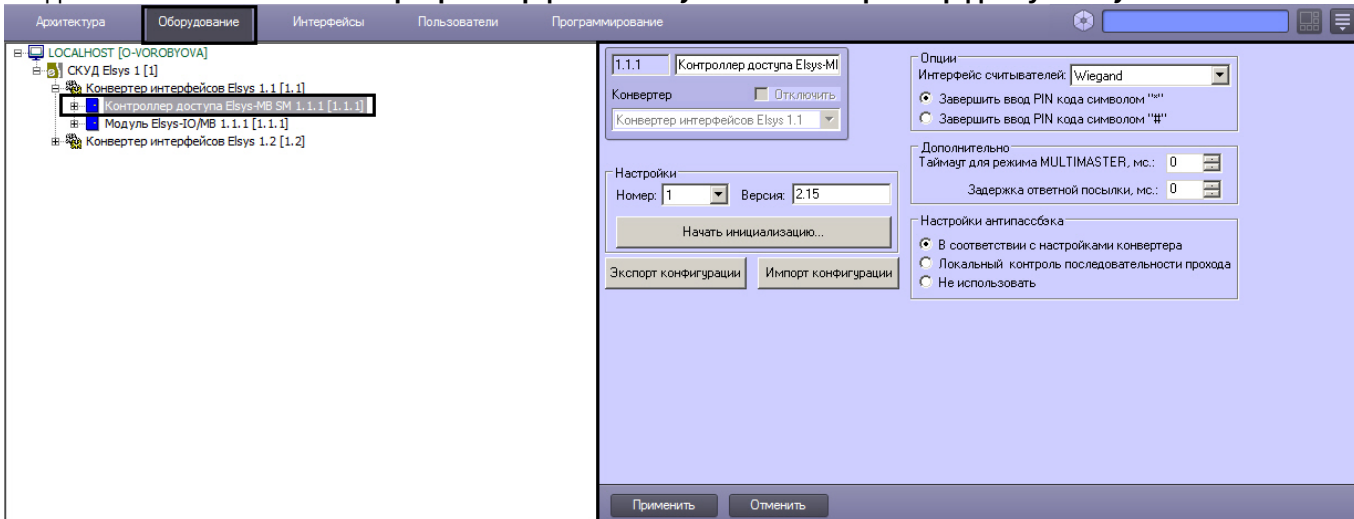 Архитектура Оборудование Интерфейсы Пользователи Программирование
LOCALHOST [O-VOROBYOVA]
СКУД Elsys 1 [1]
Конвертер интерфейсов Elsys 1.1 [1.1]
Контроллер доступа Elsys-MB SM 1.1.1 [1.1.1]
Модуль Elsys-IO/MB 1.1.1 [1.1.1]
Конвертер интерфейсов Elsys 1.2 [1.2]
1.1.1 Контроллер доступа Elsys-MI
Конвертер Отключить
Конвертер интерфейсов Elsys 1.1
Настройки
Номер: 1 Версия: 2.15
Начать инициализацию...
Экспорт конфигурации Импорт конфигурации
Опции
Интерфейс считывателей: Wiegand
Завершить ввод PIN кода символом "*"
Завершить ввод PIN кода символом "#"
Дополнительно
Таймаут для режима MULTIMASTER, мс.: 0
Задержка ответной посылки, мс.: 0
Настройки антипассбэка
В соответствии с настройками конвертера
Локальный контроль последовательности прохода
Не использовать
Применить Отменить